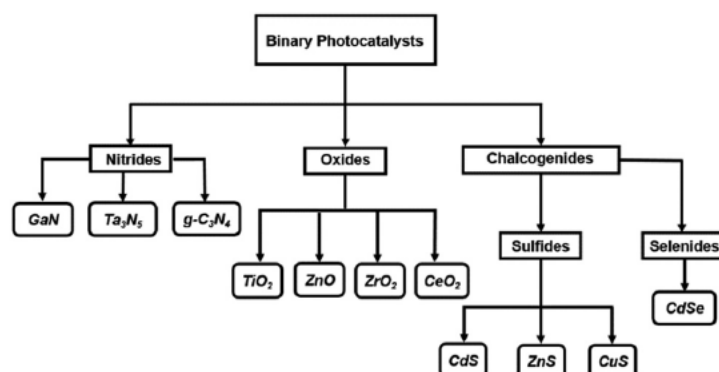 Binary Photocatalysts
Nitrides
Oxides
Chalcogenides
GaN
Ta₃N₅
g-C₃N₄
Sulfides
Selenides
TiO₂
ZnO
ZrO₂
CeO₂
CdSe
CdS
ZnS
CuS